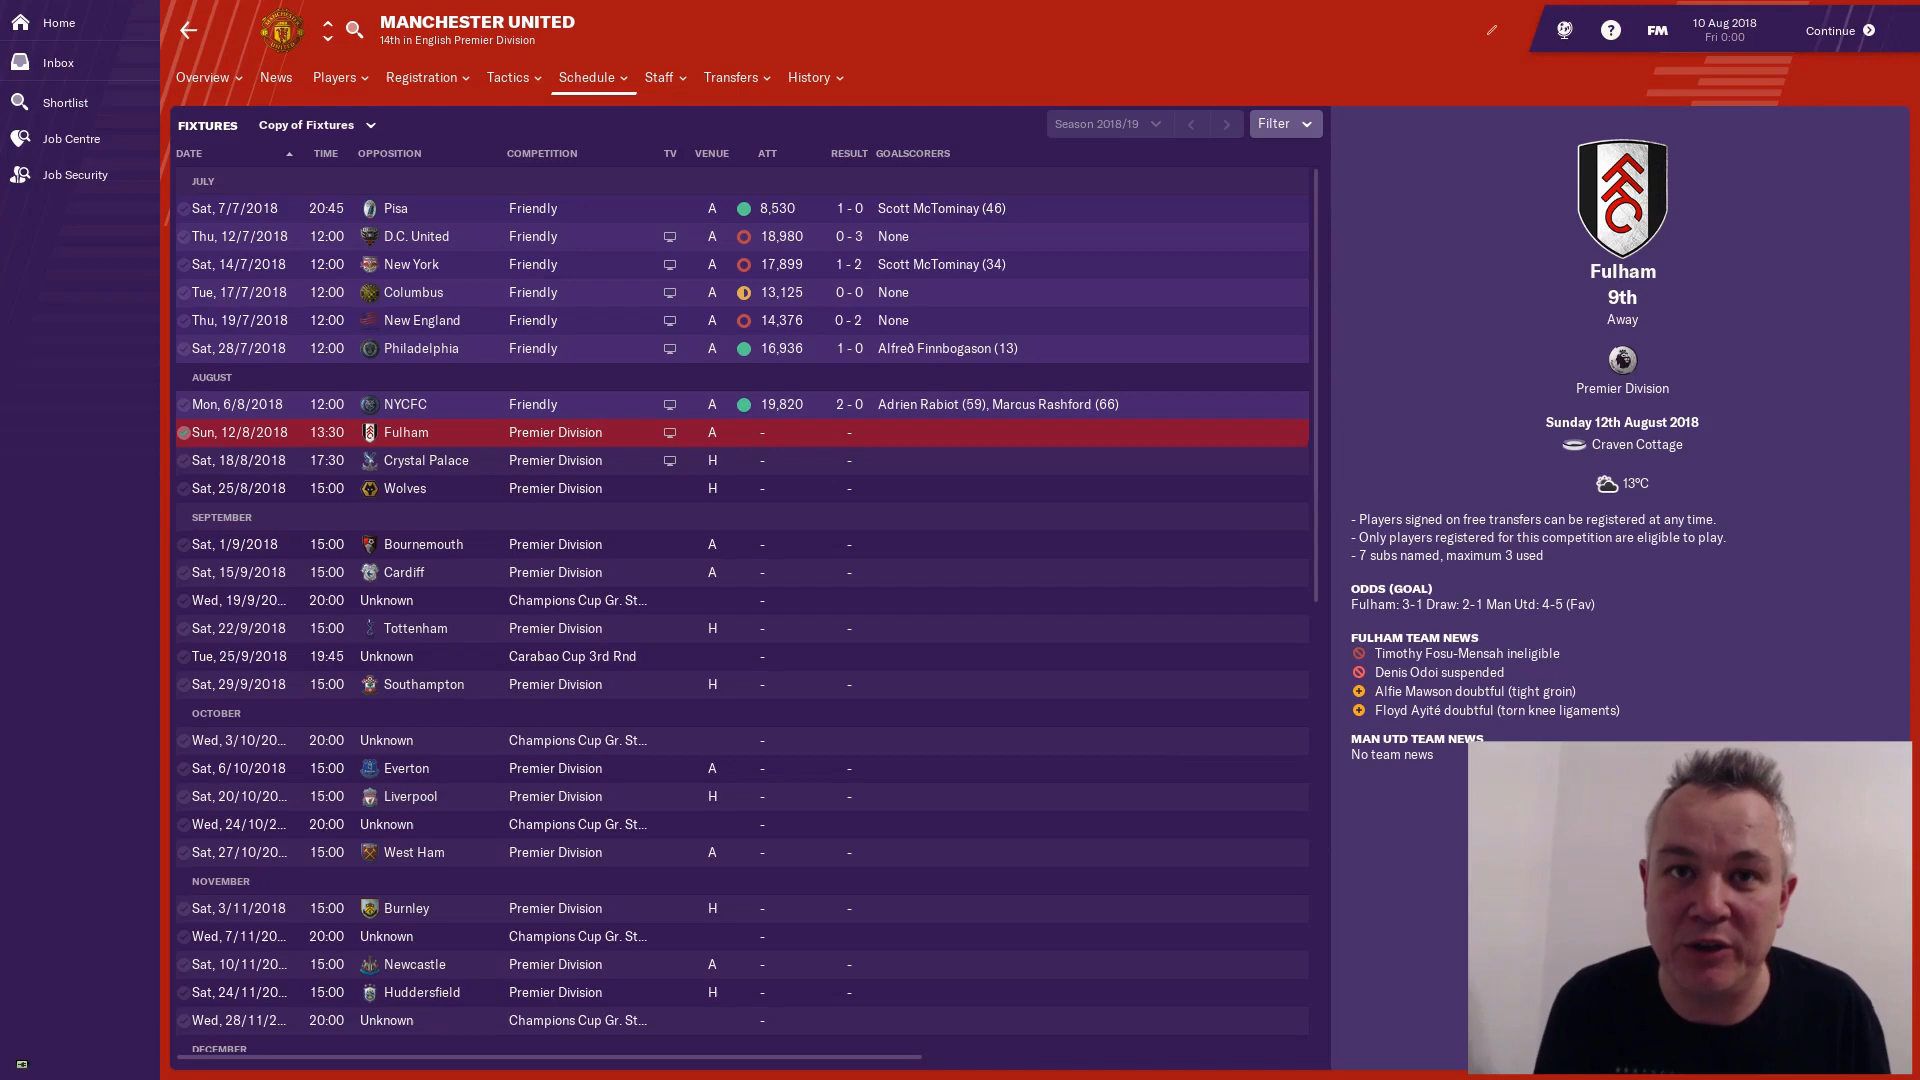 Home
Inbox
Shortlist
Job Centre
Job Security
MANCHESTER UNITED
14th in English Premier Division
FM
10 Aug 2018
Fri 0:00
Continue
Overview News Players Registration Tactics Schedule Staff Transfers History
FIXTURES Copy of Fixtures Season 2018/19 Filter
DATE TIME OPPOSITION COMPETITION TV VENUE ATT RESULT GOALSCORERS
JULY
Sat, 7/7/2018 20:45 Pisa Friendly A 8,530 1 - 0 Scott McTominay (46)
Thu, 12/7/2018 12:00 D.C. United Friendly A 18,980 0 - 3 None
Sat, 14/7/2018 12:00 New York Friendly A 17,899 1 - 2 Scott McTominay (34)
Tue, 17/7/2018 12:00 Columbus Friendly A 13,125 0 - 0 None
Thu, 19/7/2018 12:00 New England Friendly A 14,376 0 - 2 None
Sat, 28/7/2018 12:00 Philadelphia Friendly A 16,936 1 - 0 Alfreð Finnbogason (13)
AUGUST
Mon, 6/8/2018 12:00 NYCFC Friendly A 19,820 2 - 0 Adrien Rabiot (59), Marcus Rashford (66)
Sun, 12/8/2018 13:30 Fulham Premier Division A - -
Sat, 18/8/2018 17:30 Crystal Palace Premier Division H - -
Sat, 25/8/2018 15:00 Wolves Premier Division H - -
SEPTEMBER
Sat, 1/9/2018 15:00 Bournemouth Premier Division A - -
Sat, 15/9/2018 15:00 Cardiff Premier Division A - -
Wed, 19/9/20... 20:00 Unknown Champions Cup Gr. St... -
Sat, 22/9/2018 15:00 Tottenham Premier Division H - -
Tue, 25/9/2018 19:45 Unknown Carabao Cup 3rd Rnd -
Sat, 29/9/2018 15:00 Southampton Premier Division H - -
OCTOBER
Wed, 3/10/20... 20:00 Unknown Champions Cup Gr. St... -
Sat, 6/10/2018 15:00 Everton Premier Division A - -
Sat, 20/10/20... 15:00 Liverpool Premier Division H - -
Wed, 24/10/2... 20:00 Unknown Champions Cup Gr. St... -
Sat, 27/10/20... 15:00 West Ham Premier Division A - -
NOVEMBER
Sat, 3/11/2018 15:00 Burnley Premier Division H - -
Wed, 7/11/20... 20:00 Unknown Champions Cup Gr. St... -
Sat, 10/11/20... 15:00 Newcastle Premier Division A - -
Sat, 24/11/20... 15:00 Huddersfield Premier Division H - -
Wed, 28/11/2... 20:00 Unknown Champions Cup Gr. St... -
DECEMBER
FFC
Fulham
9th
Away
Premier Division
Sunday 12th August 2018
Craven Cottage
13ºC
- Players signed on free transfers can be registered at any time.
- Only players registered for this competition are eligible to play.
- 7 subs named, maximum 3 used
ODDS (GOAL)
Fulham: 3-1 Draw: 2-1 Man Utd: 4-5 (Fav)
FULHAM TEAM NEWS
Timothy Fosu-Mensah ineligible
Denis Odoi suspended
Alfie Mawson doubtful (tight groin)
Floyd Ayité doubtful (torn knee ligaments)
MAN UTD TEAM NEWS
No team news